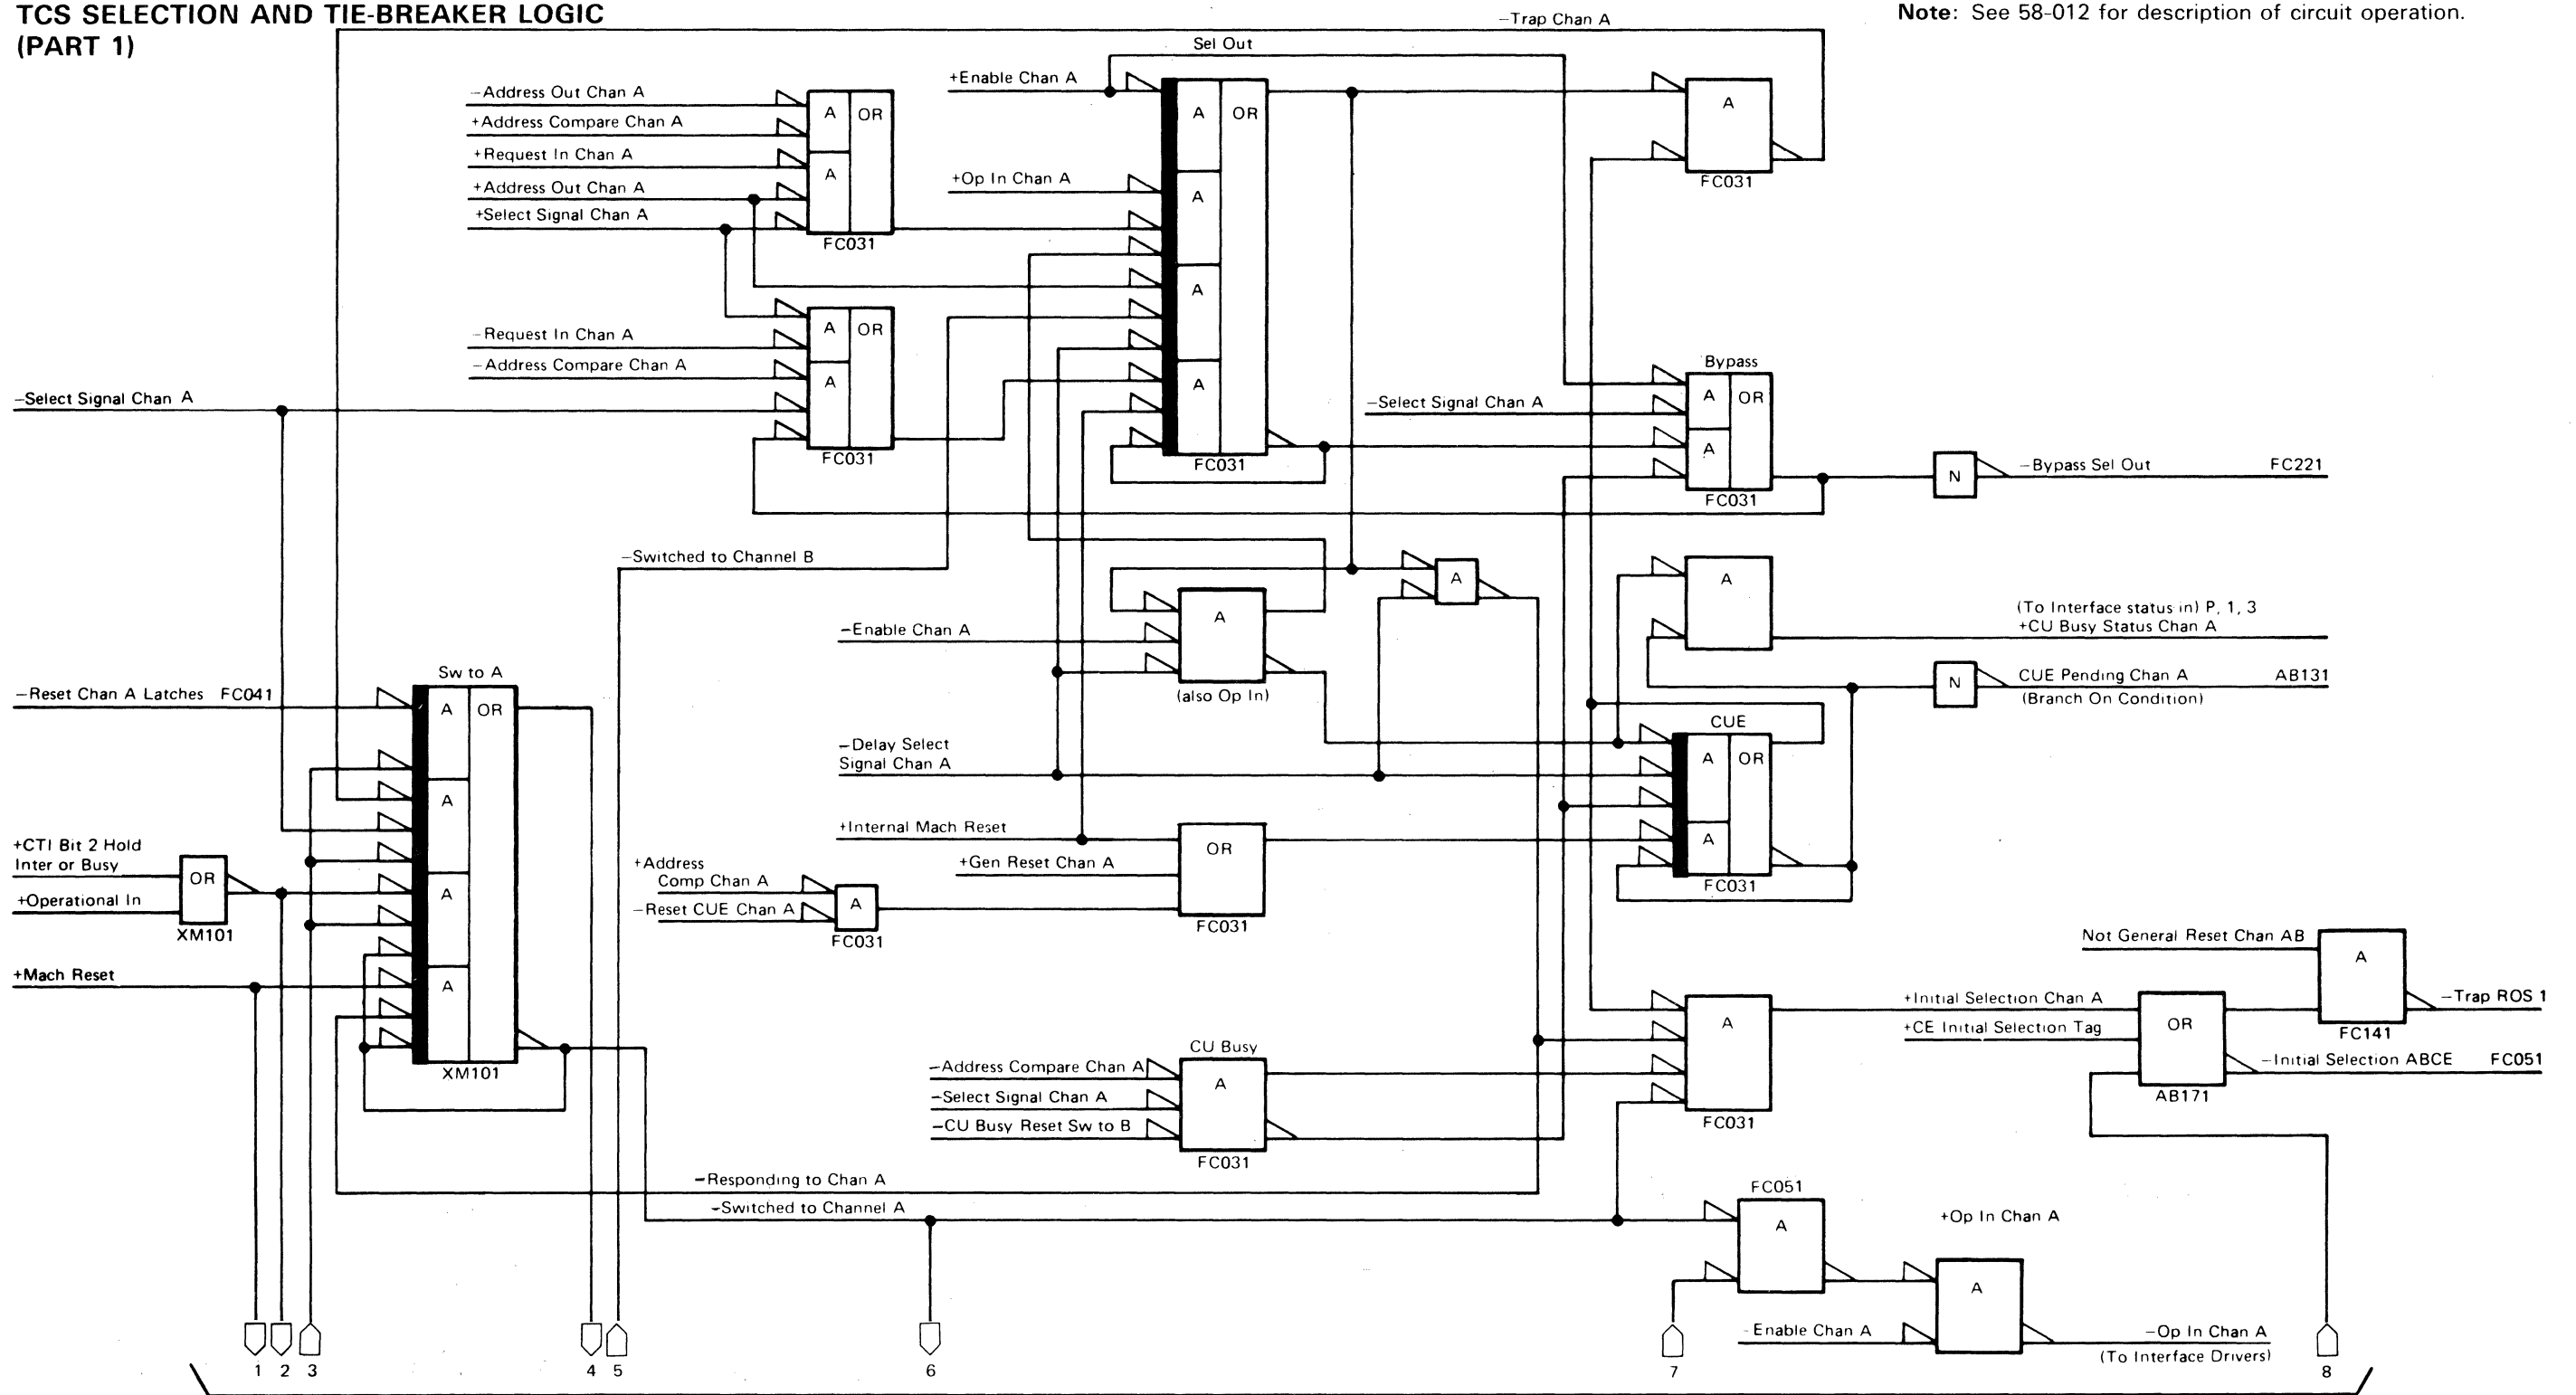 TCS SELECTION AND TIE-BREAKER LOGIC
(PART 1)
Note: See 58-012 for description of circuit operation.
−Trap Chan A
Sel Out
+Enable Chan A
−Address Out Chan A
+Address Compare Chan A
+Request In Chan A
+Address Out Chan A
+Select Signal Chan A
A
OR
A
FC031
+Op In Chan A
A
OR
A
A
A
FC031
A
FC031
−Request In Chan A
−Address Compare Chan A
−Select Signal Chan A
A
OR
A
FC031
Bypass
−Select Signal Chan A
A
OR
A
FC031
N
−Bypass Sel Out FC221
−Switched to Channel B
A
−Enable Chan A
A
(also Op In)
A
(To Interface status in) P, 1, 3
+CU Busy Status Chan A
N
CUE Pending Chan A AB131
(Branch On Condition)
Sw to A
−Reset Chan A Latches FC041
A
OR
A
A
A
XM101
CUE
−Delay Select
Signal Chan A
A
OR
A
FC031
+CTI Bit 2 Hold
Inter or Busy
OR
+Operational In
XM101
+Mach Reset
+Internal Mach Reset
+Gen Reset Chan A
OR
FC031
+Address
Comp Chan A
−Reset CUE Chan A
A
FC031
Not General Reset Chan AB
A
−Trap ROS 1
FC141
+Initial Selection Chan A
+CE Initial Selection Tag
OR
−Initial Selection ABCE FC051
AB171
A
FC031
CU Busy
−Address Compare Chan A
−Select Signal Chan A
−CU Busy Reset Sw to B
A
FC031
−Responding to Chan A
−Switched to Channel A
FC051
A
+Op In Chan A
A
-Enable Chan A
−Op In Chan A
(To Interface Drivers)
1
2
3
4
5
6
7
8